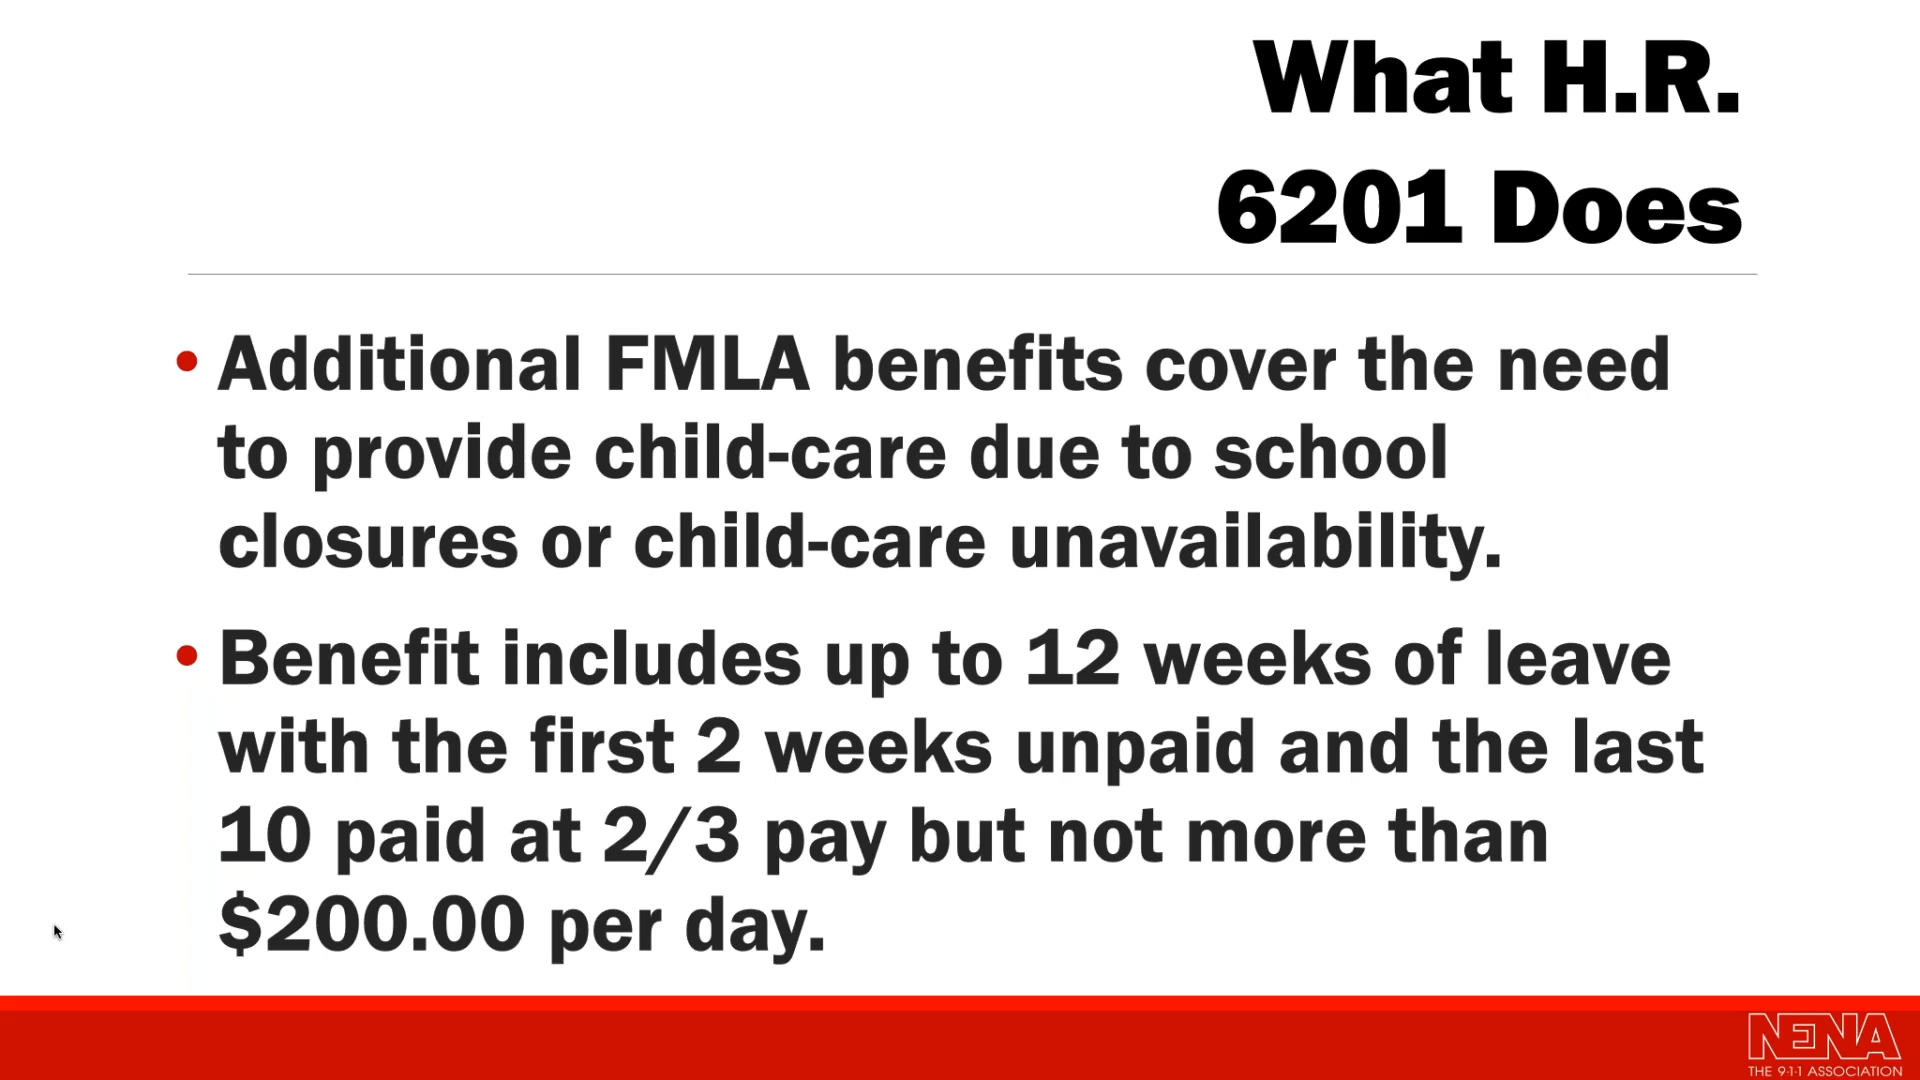 What H.R.
6201 Does
• Additional FMLA benefits cover the need
to provide child-care due to school
closures or child-care unavailability.
• Benefit includes up to 12 weeks of leave
with the first 2 weeks unpaid and the last
10 paid at 2/3 pay but not more than
$200.00 per day.
NENA
THE 9-1-1 ASSOCIATION